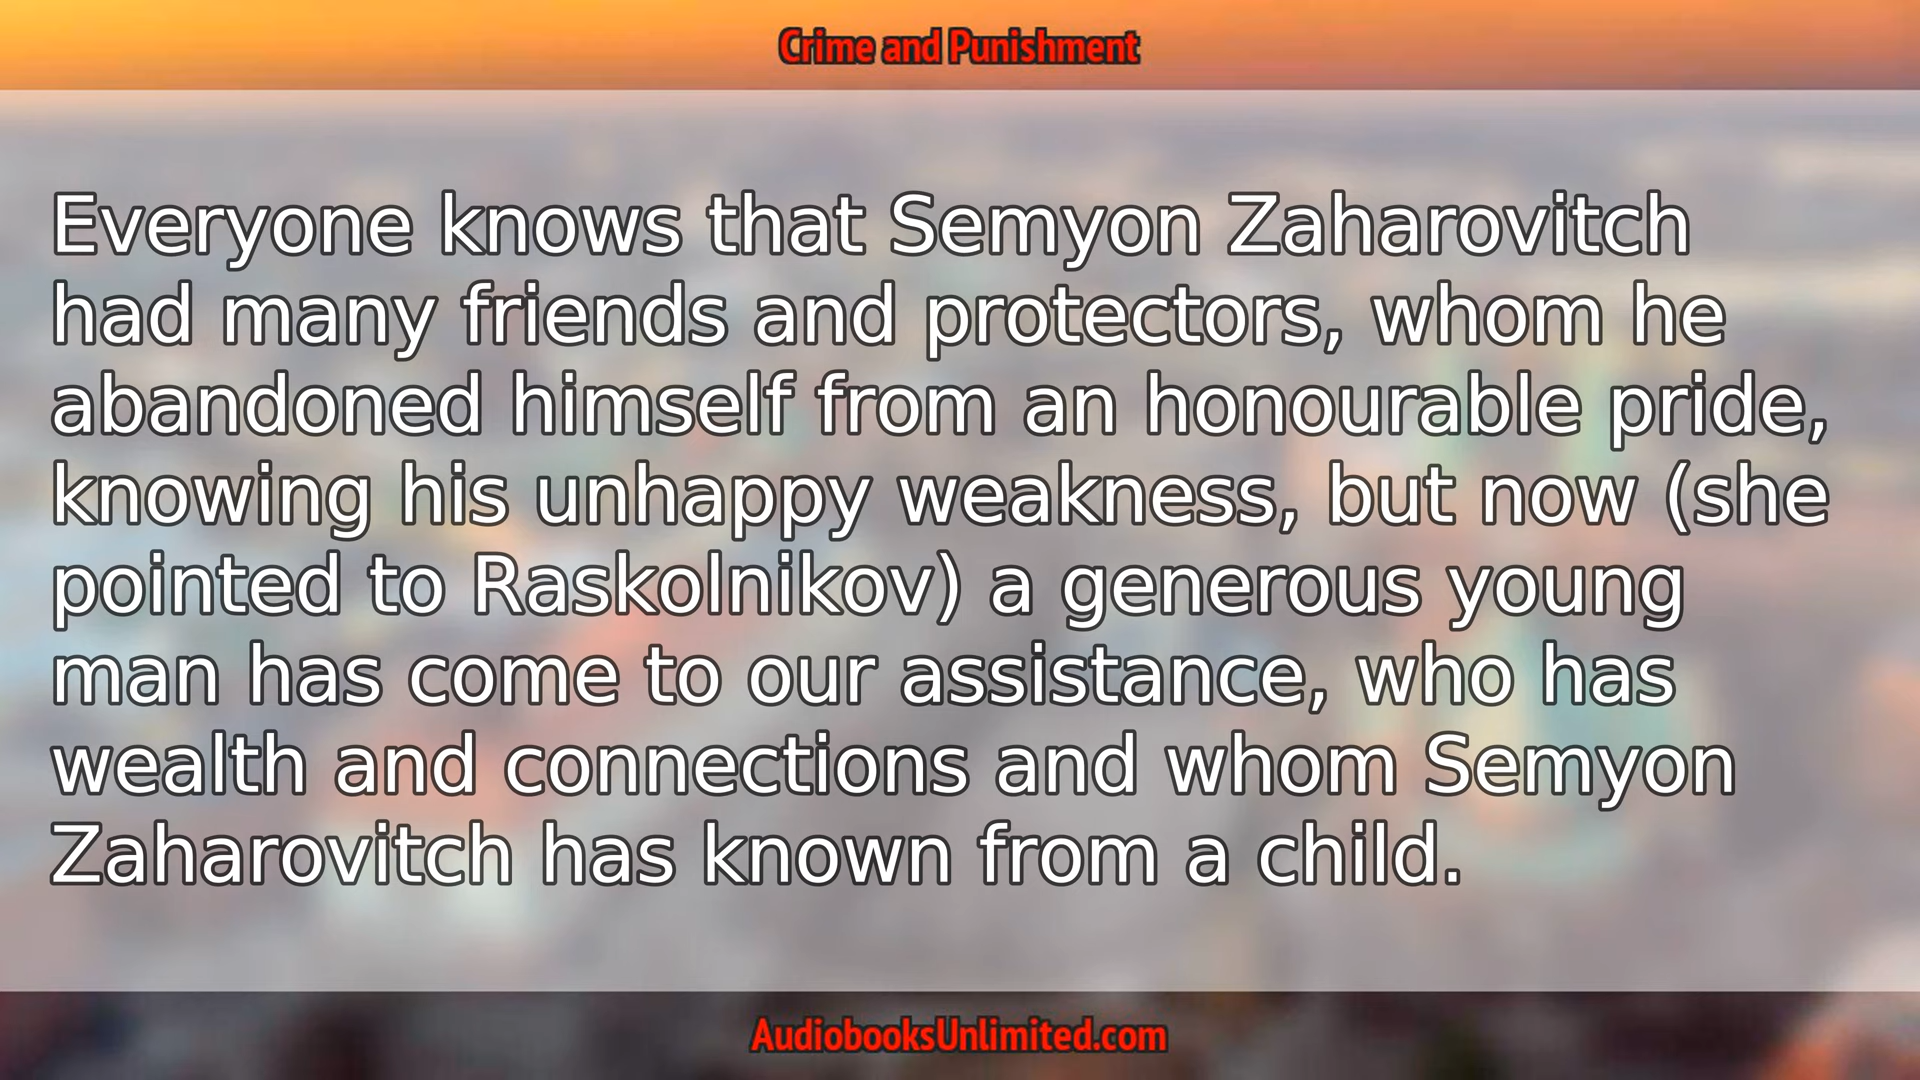 Crime and Punishment
Everyone knows that Semyon Zaharovitch
had many friends and protectors, whom he
abandoned himself from an honourable pride,
knowing his unhappy weakness, but now (she
pointed to Raskolnikov) a generous young
man has come to our assistance, who has
wealth and connections and whom Semyon
Zaharovitch has known from a child.
AudiobooksUnlimited.com